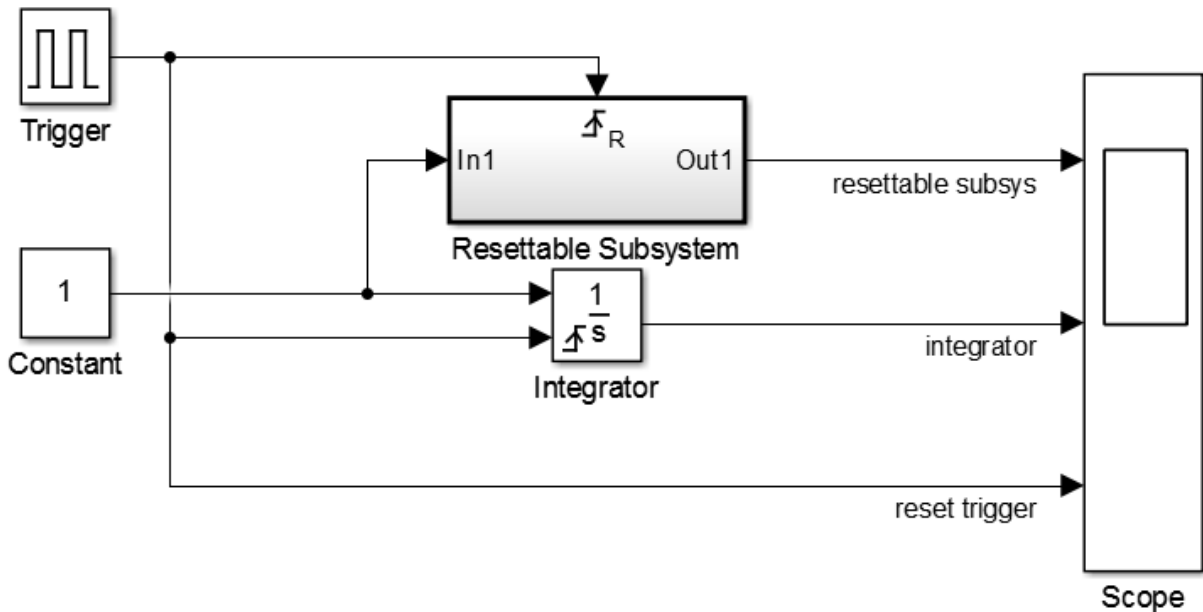 Trigger
R
In1
Out1
resettable subsys
Resettable Subsystem
1
Constant
1
s
Integrator
integrator
reset trigger
Scope